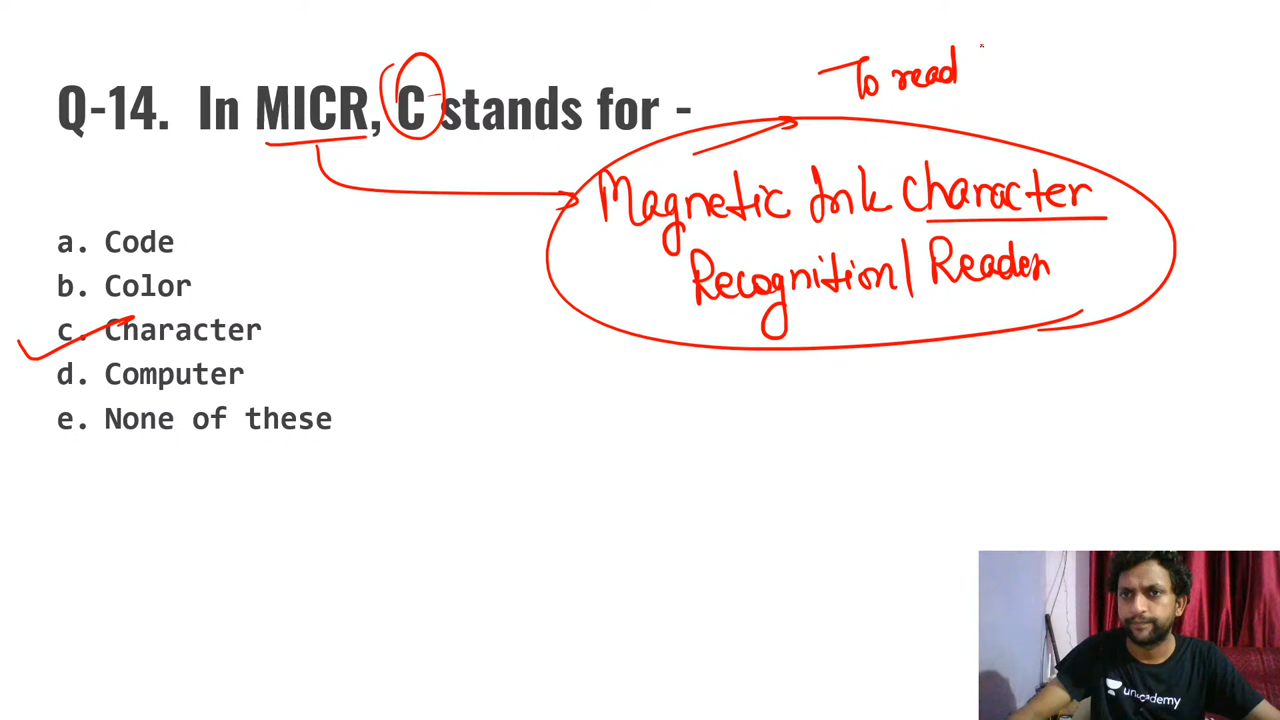 Q-14. In MICR, C stands for -
To read
Magnetic Ink Character
Recognition/Reader
a. Code
b. Color
c. Character
d. Computer
e. None of these
unacademy